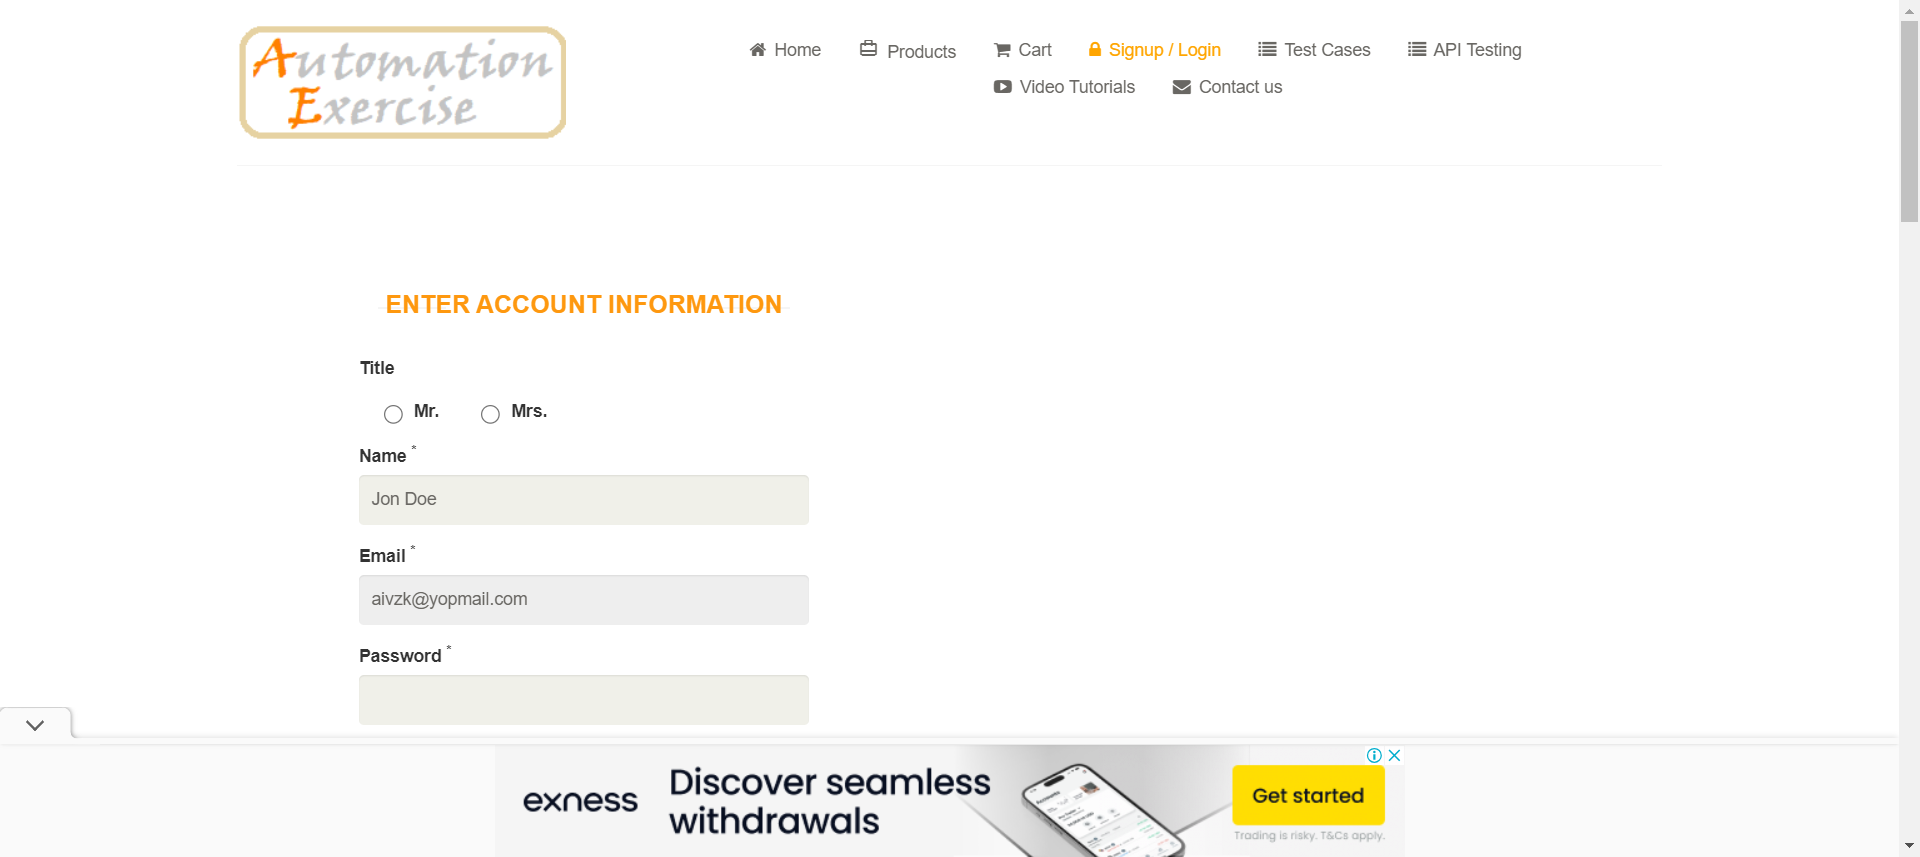 Automation
Exercise
Home
Products
Cart
Signup / Login
Test Cases
API Testing
Video Tutorials
Contact us
ENTER ACCOUNT INFORMATION
Title
Mr.
Mrs.
Name *
Jon Doe
Email *
aivzk@yopmail.com
Password *
exness
Discover seamless
withdrawals
Get started
Trading is risky. T&Cs apply.